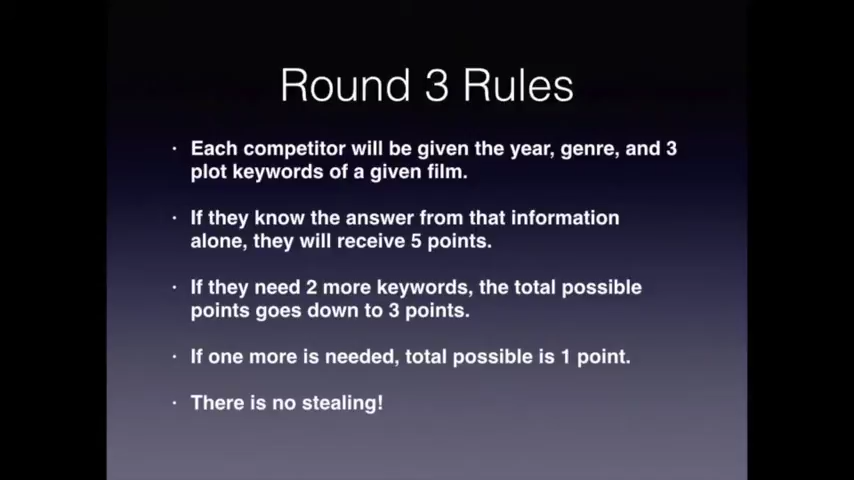 Round 3 Rules
· Each competitor will be given the year, genre, and 3
plot keywords of a given film.
· If they know the answer from that information
alone, they will receive 5 points.
· If they need 2 more keywords, the total possible
points goes down to 3 points.
· If one more is needed, total possible is 1 point.
· There is no stealing!